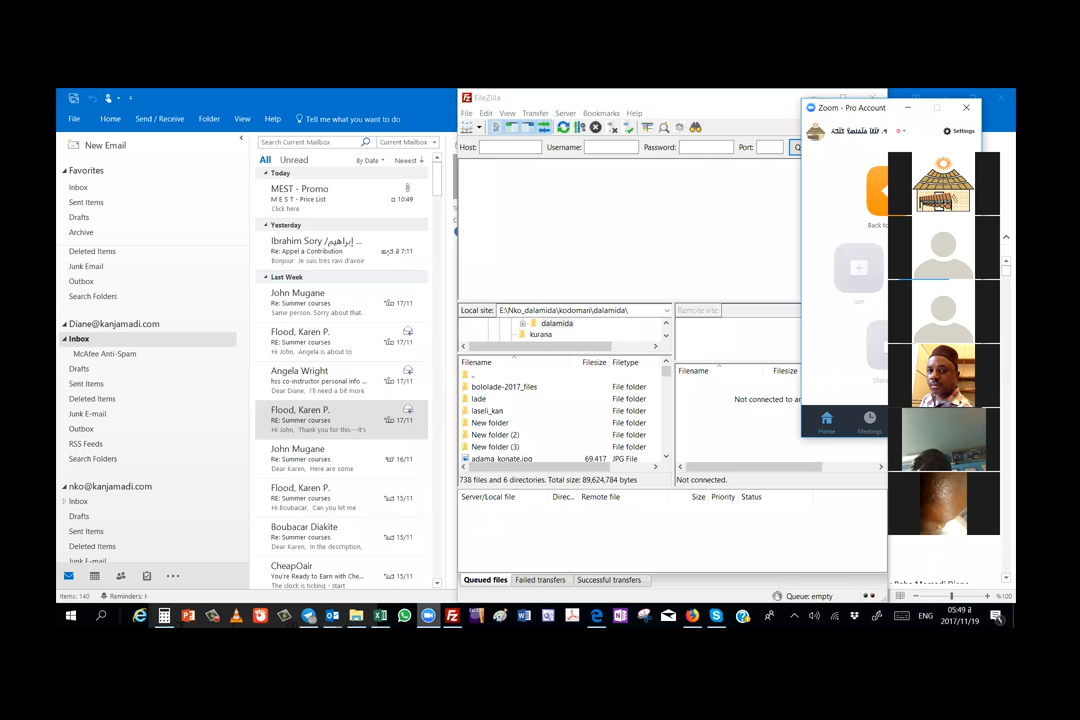 File
Home
Send / Receive
Folder
View
Help
Tell me what you want to do
New Email
Favorites
Inbox
Sent Items
Drafts
Archive
Deleted Items
Junk Email
Outbox
Search Folders
Diane@kanjamadi.com
Inbox
McAfee Anti-Spam
Drafts
Sent Items
Deleted Items
Junk E-mail
Outbox
RSS Feeds
Search Folders
nko@kanjamadi.com
Inbox
Drafts
Sent Items
Deleted Items
Junk E-mail
Items: 140
Reminders: 
Search Current Mailbox
Current Mailbox
All Unread
By Date
Newest ↓
Today
MEST - Promo
M E S T - Price List
10:49
Click here
Yesterday
Ibrahim Sory / إبراهيم ...
Re: Appel a Contribution
7:11
Bonjour Je suis très ravi d'avoir
Last Week
John Mugane
RE: Summer courses
17/11
Same person. Sorry about that.
Flood, Karen P.
RE: Summer courses
17/11
Hi John, Angela is about to
Angela Wright
hss co-instructor personal info ...
17/11
Dear Diane, I'll need a bit more
Flood, Karen P.
RE: Summer courses
17/11
Hi John, Thank you for this—it's
John Mugane
RE: Summer courses
16/11
Dear Karen, Here are some
Flood, Karen P.
RE: Summer courses
15/11
Hi Boubacar, Can you let me
Boubacar Diakite
RE: Summer courses
15/11
Dear Karen, In the description,
CheapOair
You're Ready to Earn with Che...
15/11
The clock is ticking - start
FileZilla
File Edit View Transfer Server Bookmarks Help
Host:
Username:
Password:
Port:
Q
Local site:
E:\Nko_dalamida\kodoman\dalamida\
Remote site:
dalamida
kurana
Filename Filesize Filetype
..
bololade-2017_files File folder
lade File folder
laseli_kan File folder
New folder File folder
New folder (2) File folder
New folder (3) File folder
adama_konate.jpg 69,417 JPG File
738 files and 6 directories. Total size: 89,624,784 bytes
Filename Filesize
Not connected to an
Not connected.
Server/Local file Direc... Remote file Size Priority Status
Queued files
Failed transfers
Successful transfers
Queue: empty
Zoom - Pro Account
Settings
Back to
Join
Share
Home
Meetings
%100
ENG
05:49
2017/11/19